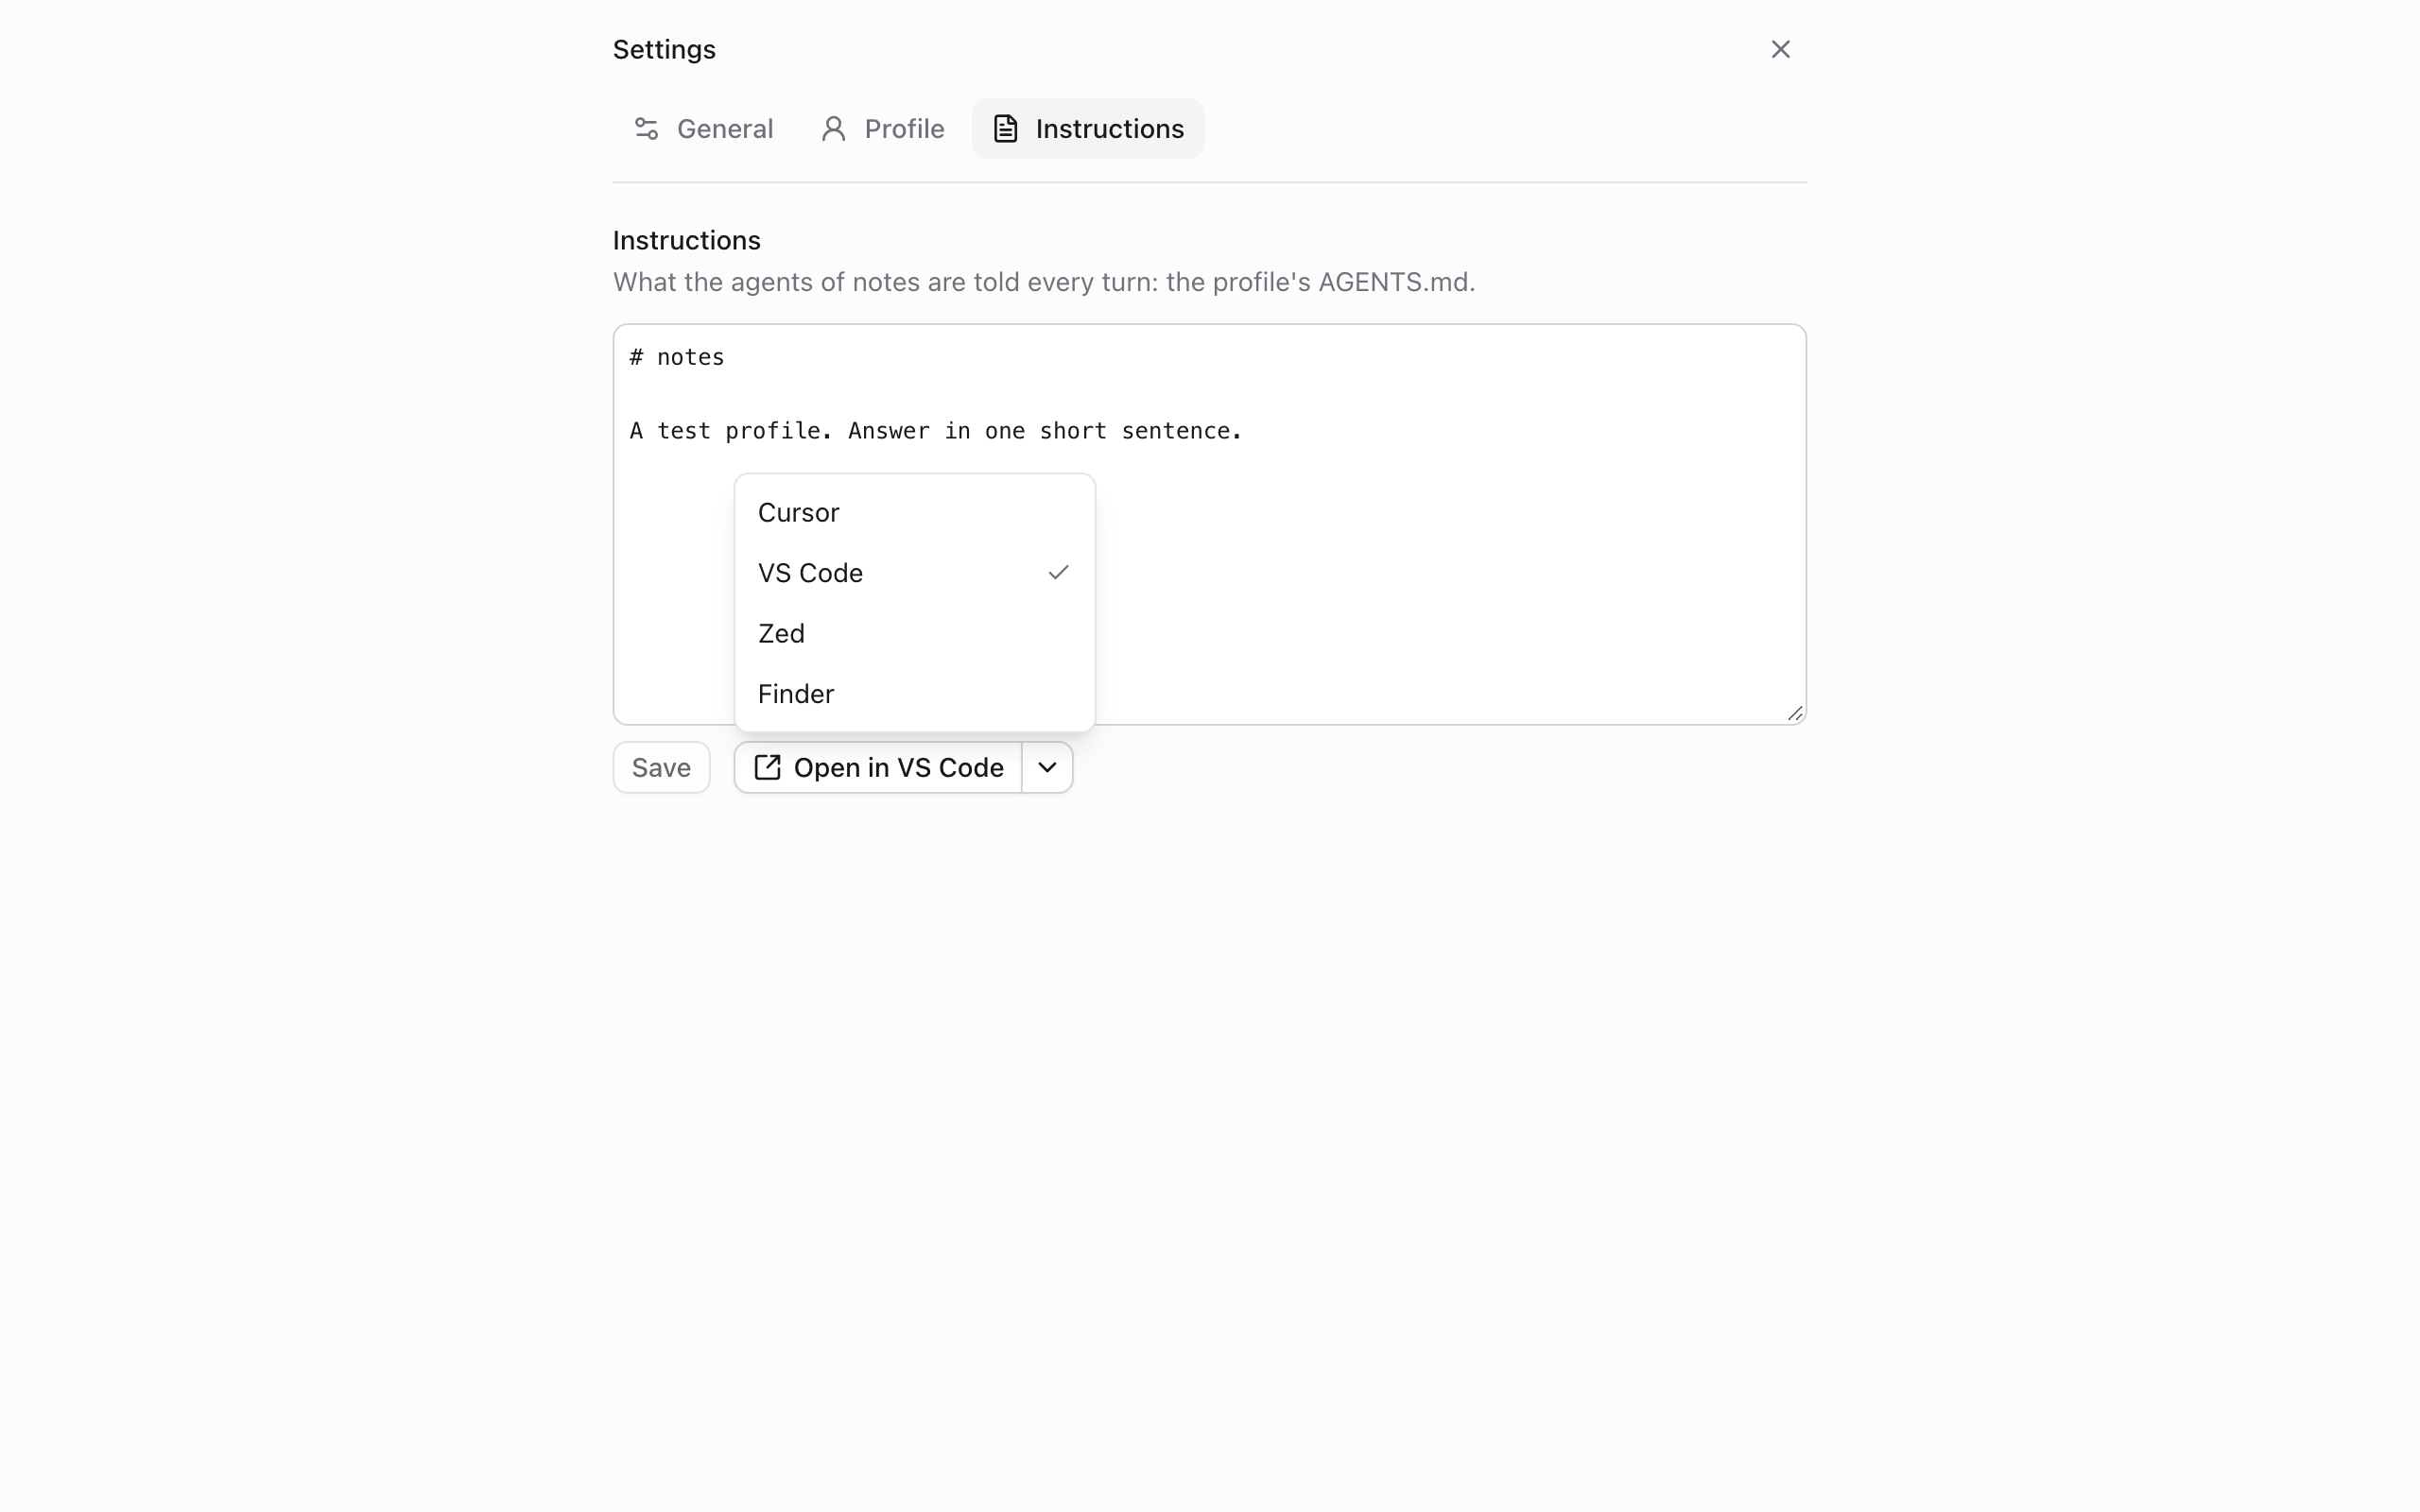 Settings
General
Profile
Instructions
Instructions
What the agents of notes are told every turn: the profile's AGENTS.md.
# notes
A test profile. Answer in one short sentence.
Cursor
VS Code
Zed
Finder
Save
Open in VS Code